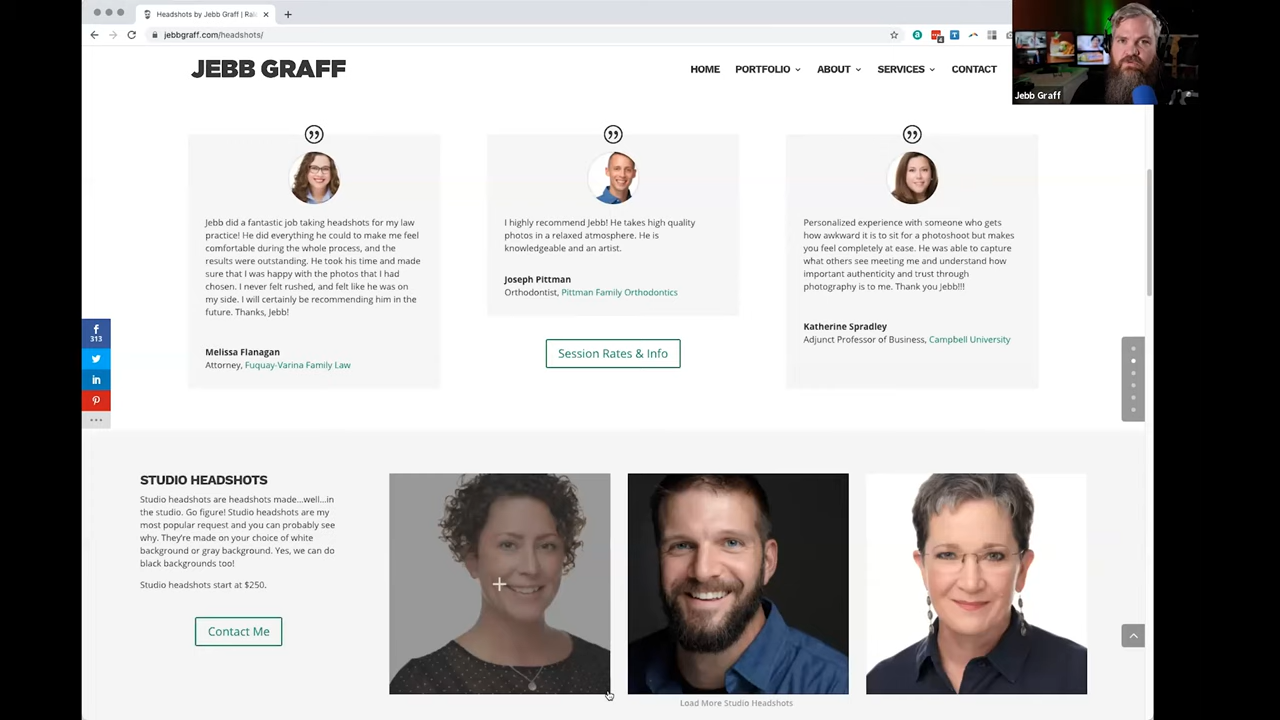 Headshots by Jebb Graff | Ral
jebbgraff.com/headshots/
JEBB GRAFF
HOME
PORTFOLIO
ABOUT
SERVICES
CONTACT
Jebb Graff
Jebb did a fantastic job taking headshots for my law
practice! He did everything he could to make me feel
comfortable during the whole process, and the
results were outstanding. He took his time and made
sure that I was happy with the photos that I had
chosen. I never felt rushed, and felt like he was on
my side. I will certainly be recommending him in the
future. Thanks, Jebb!
Melissa Flanagan
Attorney, Fuquay-Varina Family Law
I highly recommend Jebb! He takes high quality
photos in a relaxed atmosphere. He is
knowledgeable and an artist.
Joseph Pittman
Orthodontist, Pittman Family Orthodontics
Session Rates & Info
Personalized experience with someone who gets
how awkward it is to sit for a photoshoot but makes
you feel completely at ease. He was able to capture
what others see meeting me and understand how
important authenticity and trust through
photography is to me. Thank you Jebb!!!
Katherine Spradley
Adjunct Professor of Business, Campbell University
313
STUDIO HEADSHOTS
Studio headshots are headshots made...well...in
the studio. Go figure! Studio headshots are my
most popular request and you can probably see
why. They're made on your choice of white
background or gray background. Yes, we can do
black backgrounds too!
Studio headshots start at $250.
Contact Me
Load More Studio Headshots